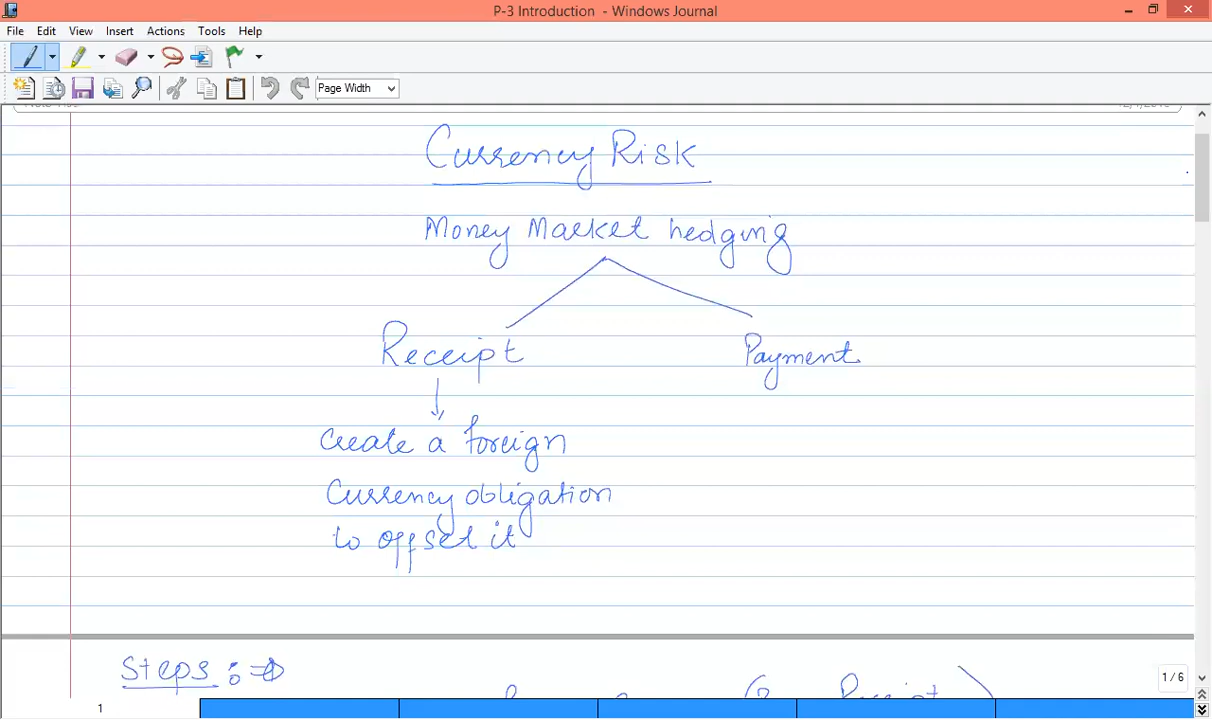 P-3 Introduction - Windows Journal
File Edit View Insert Actions Tools Help
Page Width
Currency Risk
Money Market hedging
Receipt Payment
Create a foreign
Currency obligation
to offset it
Steps :⇒
Receipt
1 / 6
1